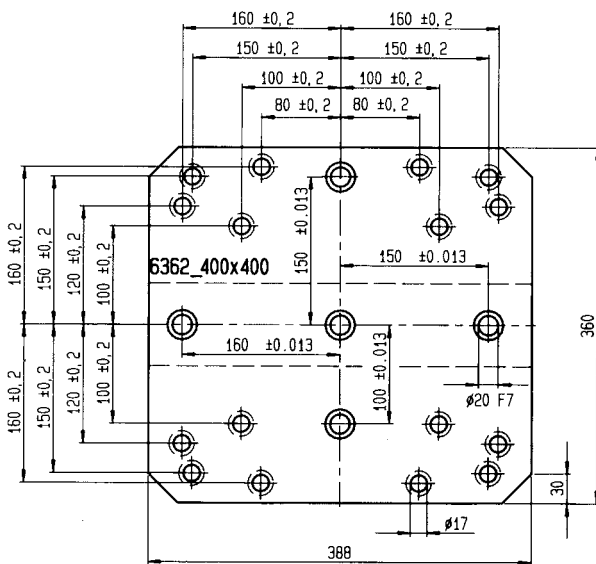 160 ±0,2 160 ±0,2
150 ±0,2 150 ±0,2
100 ±0,2 100 ±0,2
80 ±0,2 80 ±0,2
160 ±0,2
150 ±0,2
120 ±0,2
100 ±0,2
150 ±0.013
150 ±0.013
6362_400x400
360
160 ±0.013
100 ±0.013
160 ±0,2
150 ±0,2
120 ±0,2
100 ±0,2
ø20 F7
30
ø17
388